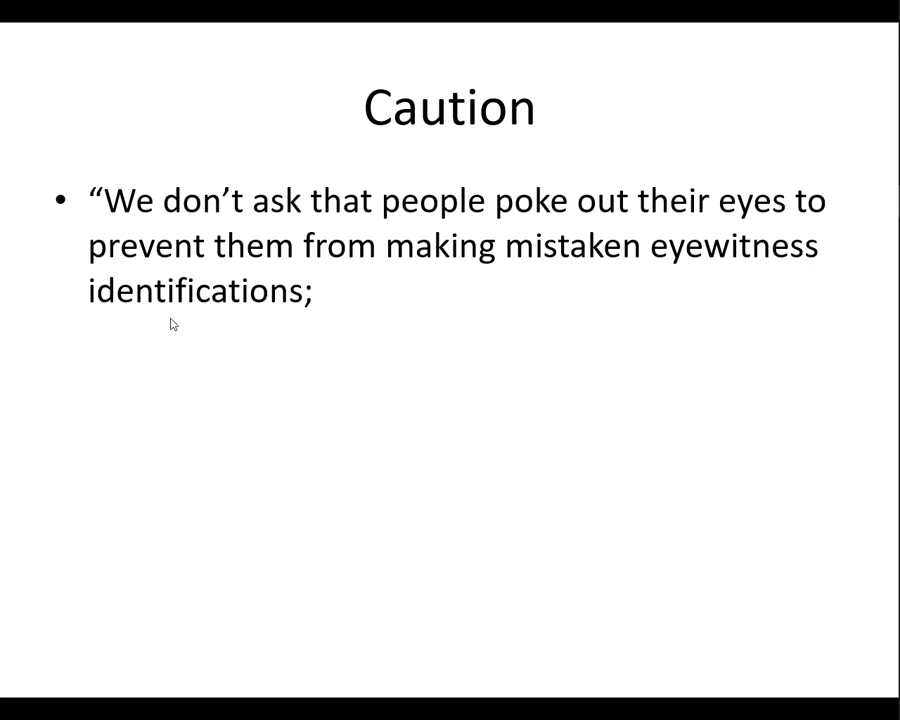 Caution
• “We don’t ask that people poke out their eyes to
prevent them from making mistaken eyewitness
identifications;